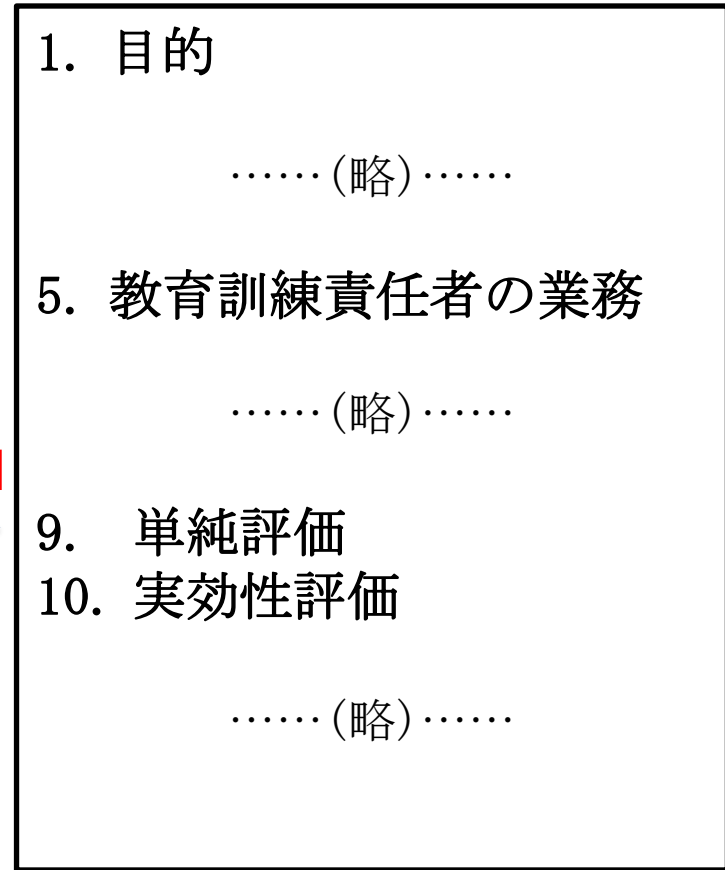 1. 目的
……(略)……
5. 教育訓練責任者の業務
……(略)……
9. 単純評価
10. 実効性評価
……(略)……